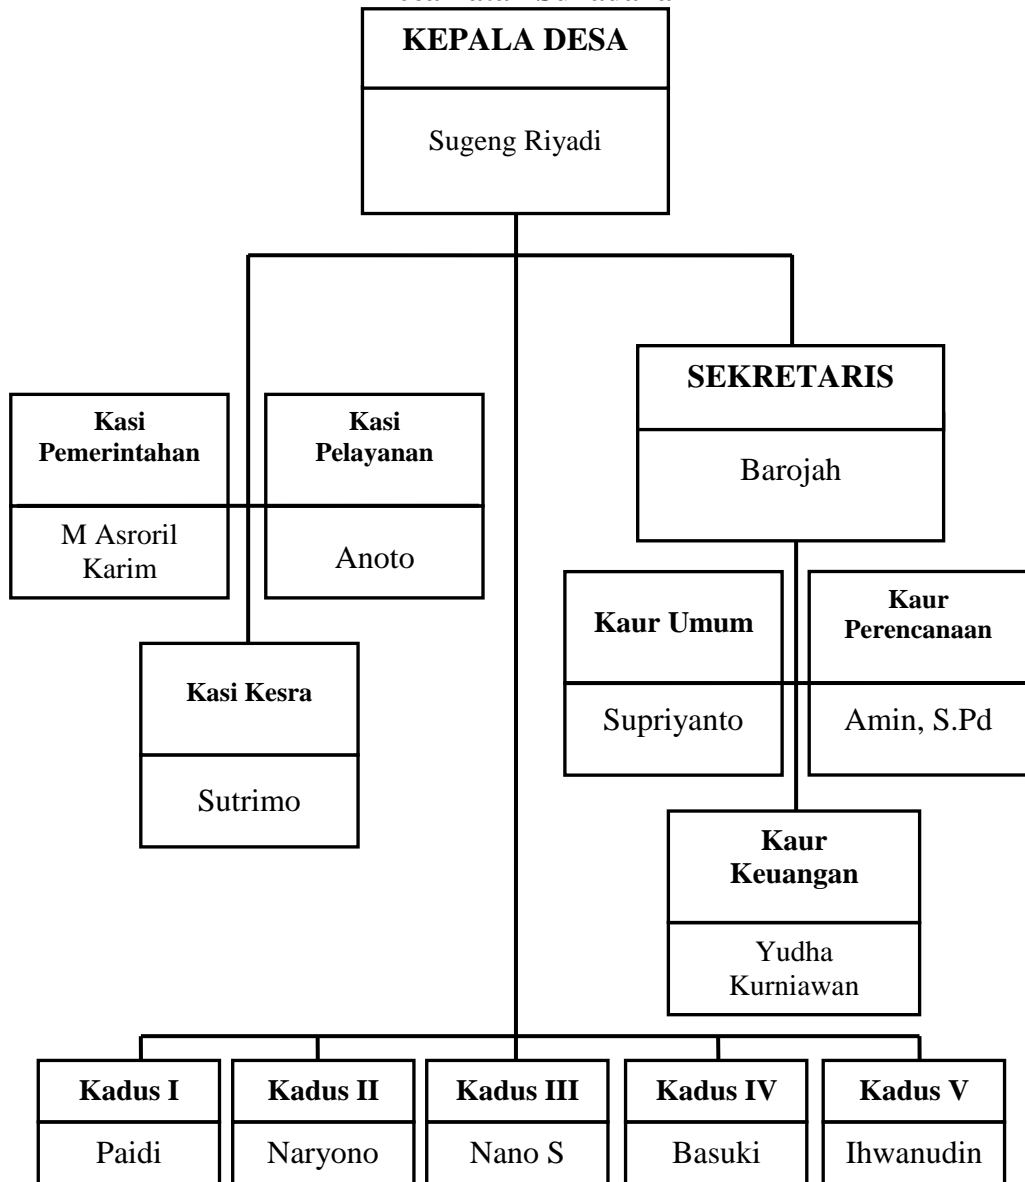 KEPALA DESA
Sugeng Riyadi
SEKRETARIS
Barojah
Kasi
Pemerintahan
M Asroril
Karim
Kasi
Pelayanan
Anoto
Kasi Kesra
Sutrimo
Kaur Umum
Supriyanto
Kaur
Perencanaan
Amin, S.Pd
Kaur
Keuangan
Yudha
Kurniawan
Kadus I
Paidi
Kadus II
Naryono
Kadus III
Nano S
Kadus IV
Basuki
Kadus V
Ihwanudin